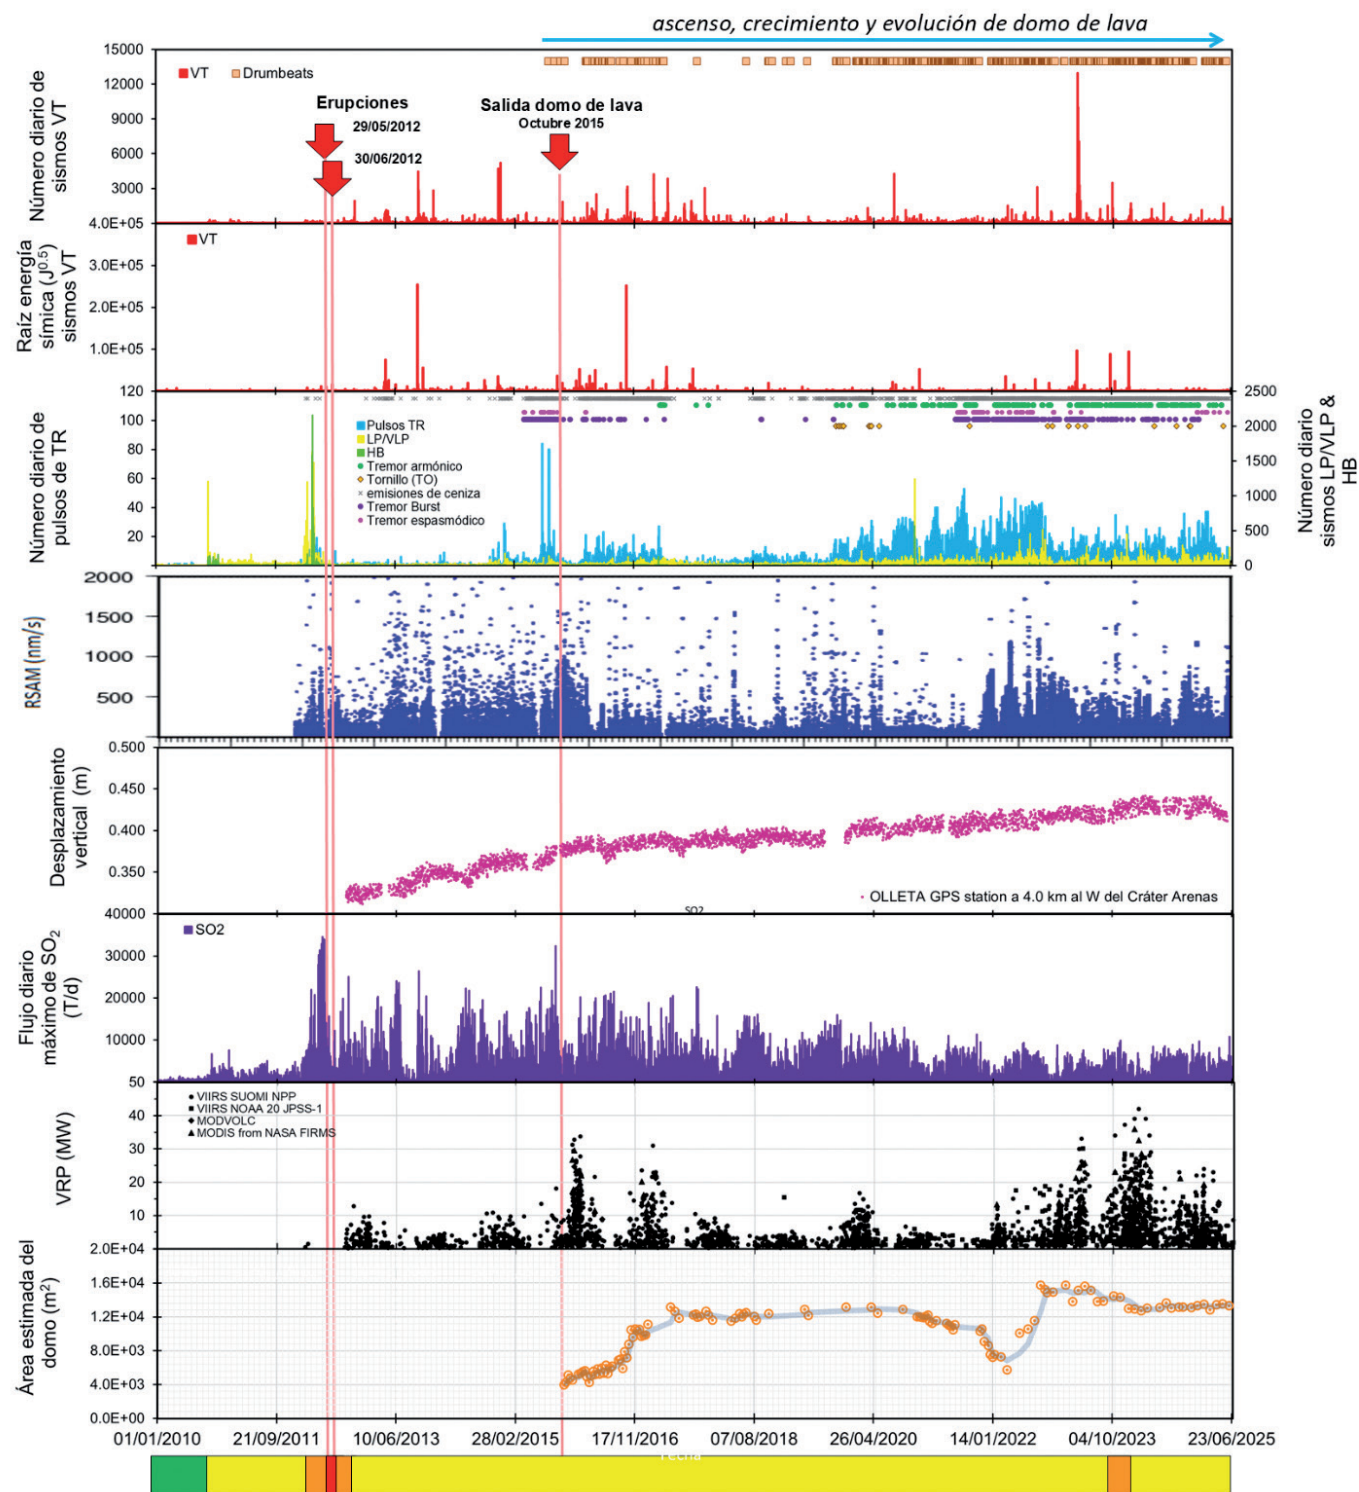 ascenso, crecimiento y evolución de domo de lava
15000
12000
9000
6000
3000
4.0E+05
Número diario de
sismos VT
VT
Drumbeats
Erupciones
29/05/2012
30/06/2012
Salida domo de lava
Octubre 2015
3.0E+05
2.0E+05
1.0E+05
120
Raíz energía
símica (J0.5)
sismos VT
VT
100
80
60
40
20
Número diario de
pulsos de TR
Pulsos TR
LP/VLP
HB
Tremor armónico
Tornillo (TO)
emisiones de ceniza
Tremor Burst
Tremor espasmódico
2500
2000
1500
1000
500
0
Número diario
sismos LP/VLP &
HB
2000
1500
1000
500
RSAM (nm/s)
0.500
0.450
0.400
0.350
40000
Desplazamiento
vertical (m)
OLLETA GPS station a 4.0 km al W del Cráter Arenas
SO2
30000
20000
10000
50
Flujo diario
máximo de SO2
(T/d)
SO2
40
30
20
10
2.0E+04
VRP (MW)
VIIRS SUOMI NPP
VIIRS NOAA 20 JPSS-1
MODVOLC
MODIS from NASA FIRMS
1.6E+04
1.2E+04
8.0E+03
4.0E+03
0.0E+00
Área estimada del
domo (m2)
01/01/2010
21/09/2011
10/06/2013
28/02/2015
17/11/2016
07/08/2018
26/04/2020
14/01/2022
04/10/2023
23/06/2025
Fecha